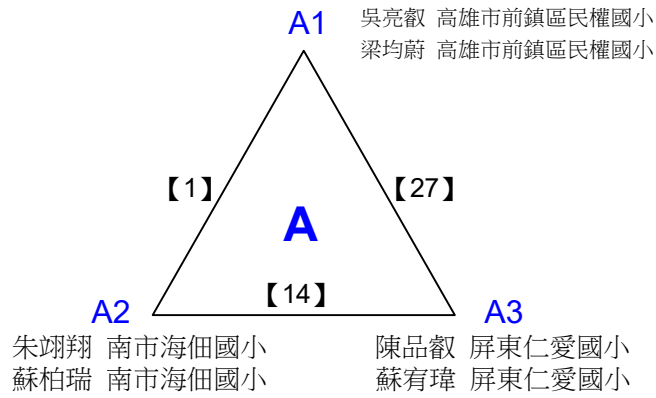 A1
吳亮叡 高雄市前鎮區民權國小
梁均蔚 高雄市前鎮區民權國小
【1】
【27】
A
【14】
A2
A3
朱翊翔 南市海佃國小
蘇柏瑞 南市海佃國小
陳品叡 屏東仁愛國小
蘇宥瑋 屏東仁愛國小